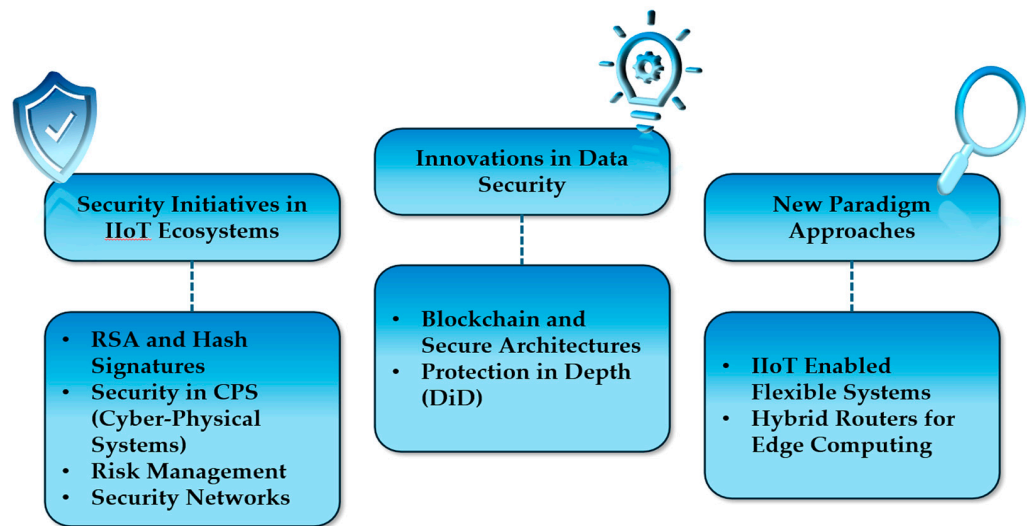 Security Initiatives in
IIoT Ecosystems
• RSA and Hash
Signatures
• Security in CPS
(Cyber-Physical
Systems)
• Risk Management
• Security Networks
Innovations in Data
Security
• Blockchain and
Secure Architectures
• Protection in Depth
(DiD)
New Paradigm
Approaches
• IIoT Enabled
Flexible Systems
• Hybrid Routers for
Edge Computing